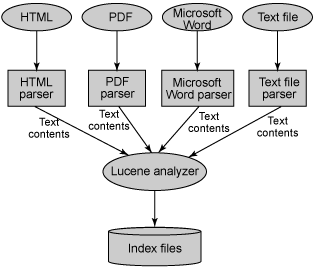 HTML
PDF
Microsoft
Word
Text file
HTML
parser
PDF
parser
Microsoft
Word parser
Text file
parser
Text
contents
Text
contents
Text
contents
Text
contents
Lucene analyzer
Index files